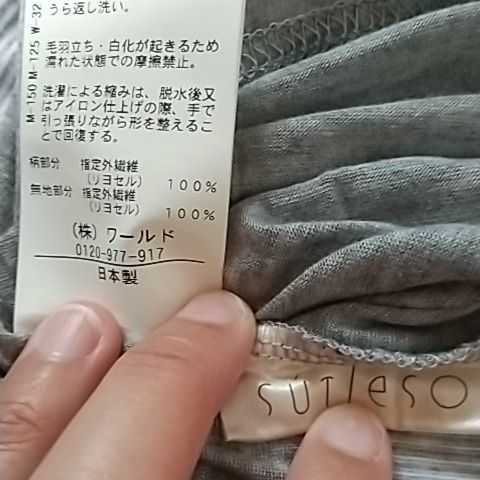 うら返し洗い。
毛羽立ち・白化が起きるため
濡れた状態での摩擦禁止。
洗濯による縮みは、脱水後又
はアイロン仕上げの際、手で
引っ張りながら形を整えるこ
とで回復する。
柄部分 指定外繊維
(リヨセル) 100%
無地部分 指定外繊維
(リヨセル) 100%
(株) ワールド
0120-977-917
日本製
M-150 M-125 W-32
sútleso